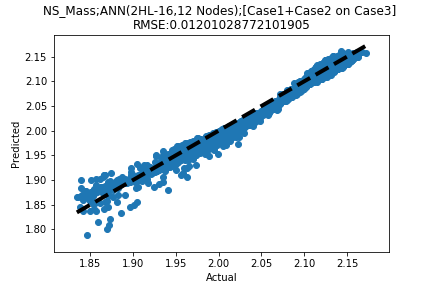 NS_Mass;ANN(2HL-16,12 Nodes);[Case1+Case2 on Case3]
RMSE:0.01201028772101905
Predicted
2.15
2.10
2.05
2.00
1.95
1.90
1.85
1.80
1.85 1.90 1.95 2.00 2.05 2.10 2.15
Actual